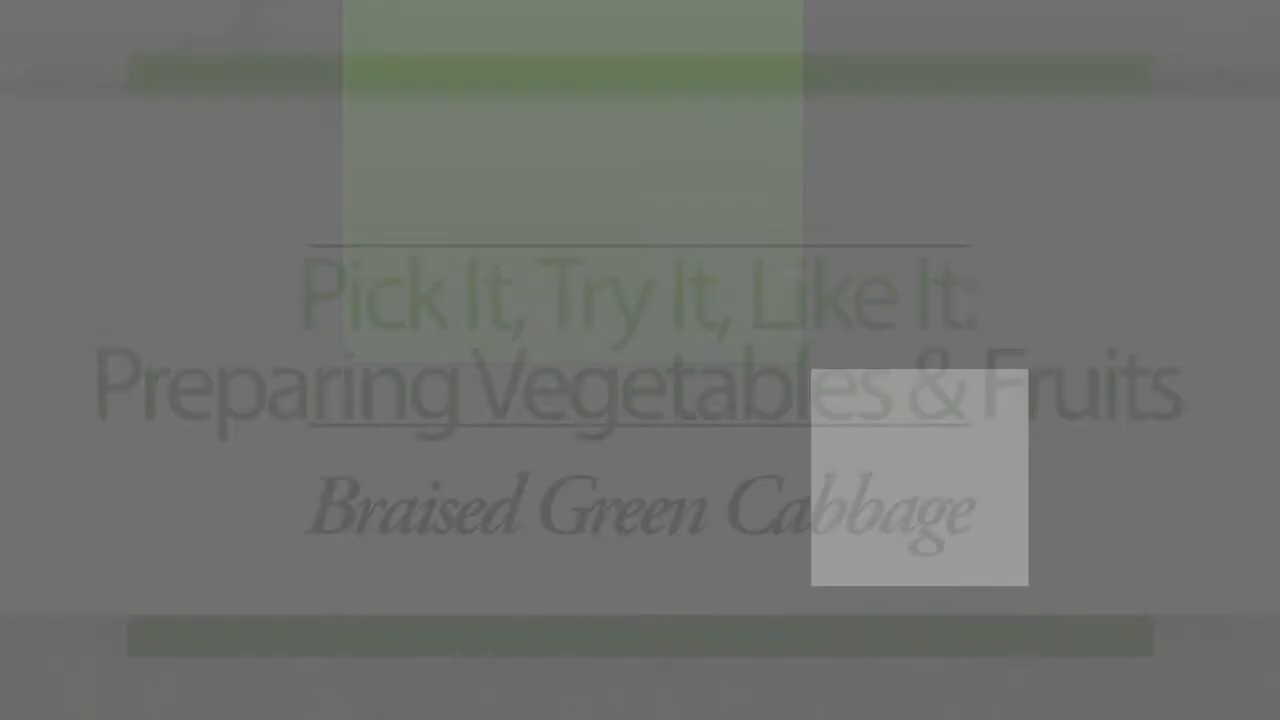 Pick It, Try It, Like It:
Preparing Vegetables & Fruits
Braised Green Cabbage